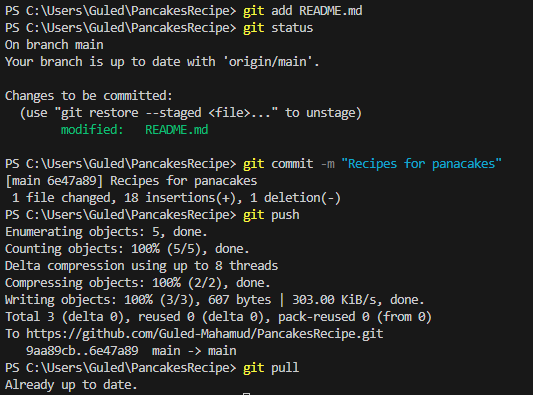 PS C:\Users\Guled\PancakesRecipe> git add README.md
PS C:\Users\Guled\PancakesRecipe> git status
On branch main
Your branch is up to date with 'origin/main'.

Changes to be committed:
  (use "git restore --staged <file>..." to unstage)
        modified:   README.md

PS C:\Users\Guled\PancakesRecipe> git commit -m "Recipes for panacakes"
[main 6e47a89] Recipes for panacakes
 1 file changed, 18 insertions(+), 1 deletion(-)
PS C:\Users\Guled\PancakesRecipe> git push
Enumerating objects: 5, done.
Counting objects: 100% (5/5), done.
Delta compression using up to 8 threads
Compressing objects: 100% (2/2), done.
Writing objects: 100% (3/3), 607 bytes | 303.00 KiB/s, done.
Total 3 (delta 0), reused 0 (delta 0), pack-reused 0 (from 0)
To https://github.com/Guled-Mahamud/PancakesRecipe.git
   9aa89cb..6e47a89  main -> main
PS C:\Users\Guled\PancakesRecipe> git pull
Already up to date.